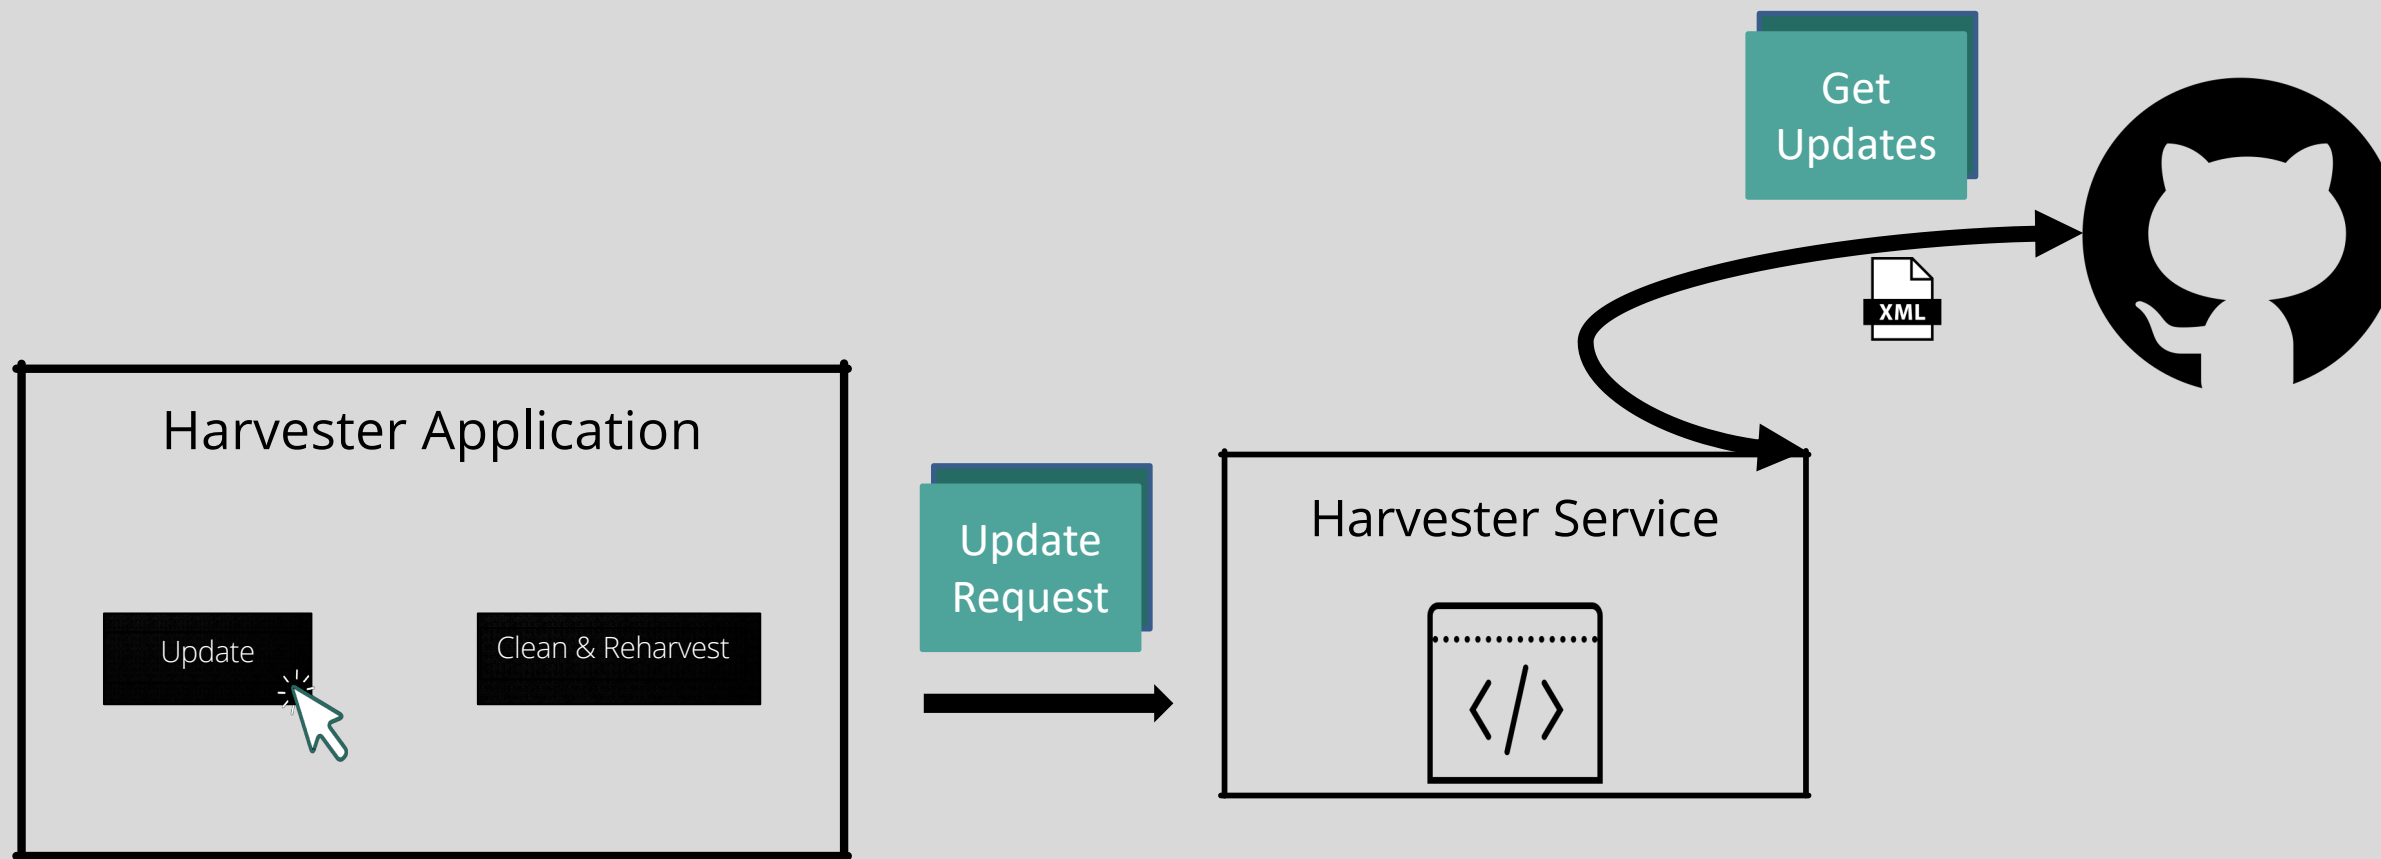 Get
Updates
XML
Harvester Application
Update
Request
Harvester Service
Update
Clean & Reharvest